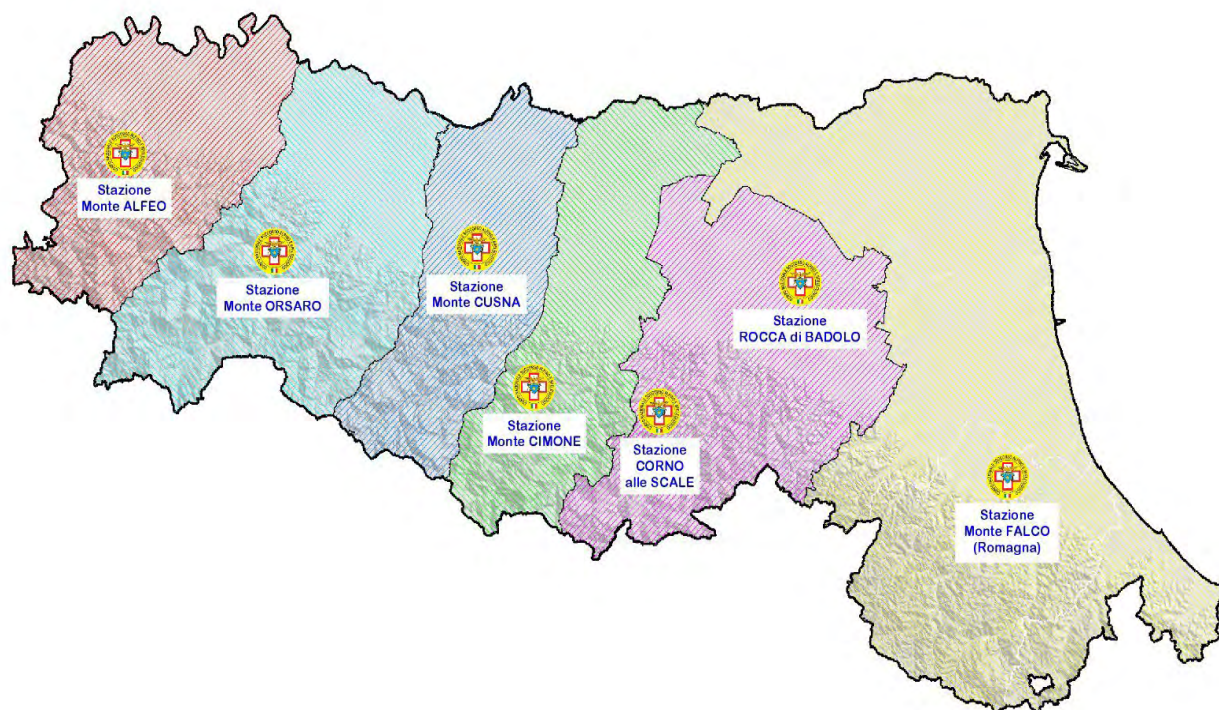 Stazione
Monte ALFEO
Stazione
Monte ORSARO
Stazione
Monte CUSNA
Stazione
ROCCA di BADOLO
Stazione
Monte CIMONE
Stazione
CORNO
alle SCALE
Stazione
Monte FALCO
(Romagna)